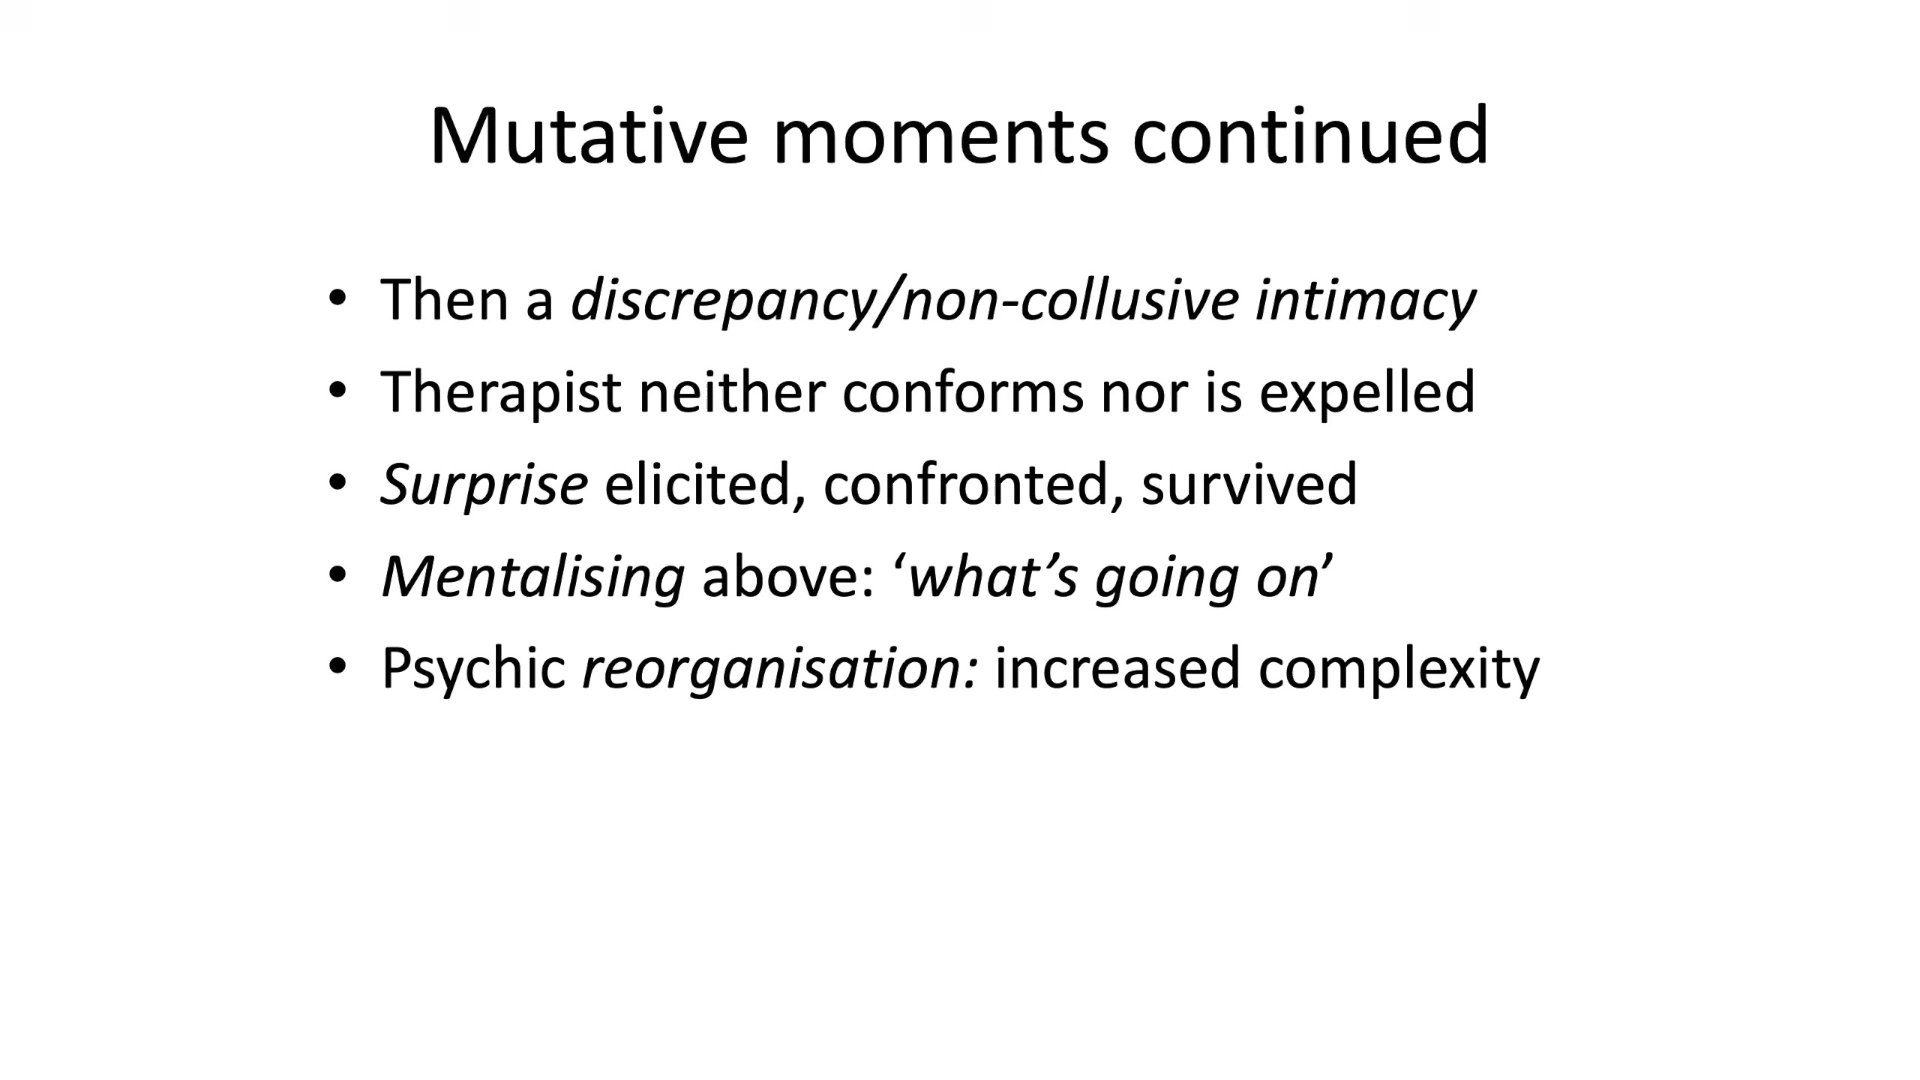 Mutative moments continued
• Then a discrepancy/non-collusive intimacy
• Therapist neither conforms nor is expelled
• Surprise elicited, confronted, survived
• Mentalising above: ‘what’s going on’
• Psychic reorganisation: increased complexity